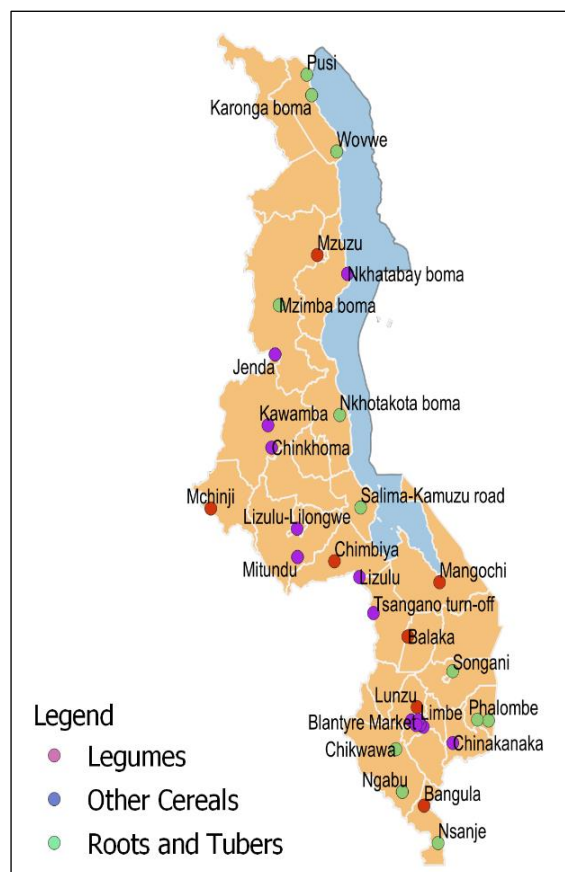 Pusi
Karonga boma
Wovwe
Mzuzu
Nkhatabay boma
Mzimba boma
Jenda
Nkhotakota boma
Kawamba
Chinkhoma
Mchinji
Salima-Kamuzu road
Lizulu-Lilongwe
Chimbiya
Mitundu
Lizulu
Mangochi
Tsangano turn-off
Balaka
Songani
Lunzu
Phalombe
Limbe
Blantyre Market
Chinakanaka
Chikwawa
Ngabu
Bangula
Nsanje
Legend
Legumes
Other Cereals
Roots and Tubers